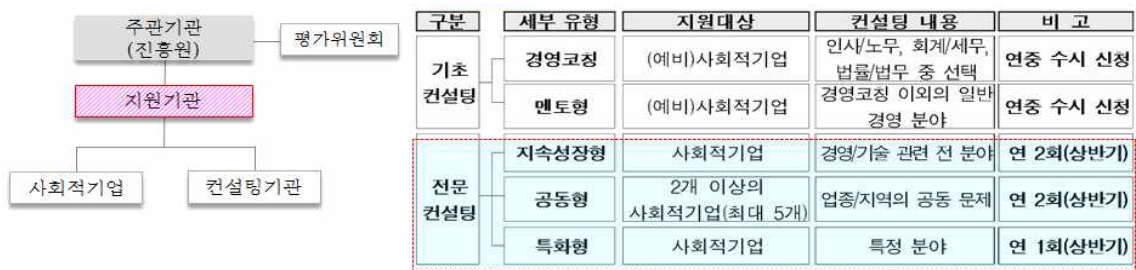 주관기관
(진흥원)
평가위원회
지원기관
사회적기업
컨설팅기관
구분
세부 유형
지원대상
컨설팅 내용
비 고
기초
컨설팅
경영코칭
(예비)사회적기업
인사/노무, 회계/세무,
법률/법무 중 선택
연중 수시 신청
멘토형
(예비)사회적기업
경영코칭 이외의 일반
경영 분야
연중 수시 신청
전문
컨설팅
지속성장형
사회적기업
경영/기술 관련 전 분야
연 2회(상반기)
공동형
2개 이상의
사회적기업(최대 5개)
업종/지역의 공동 문제
연 2회(상반기)
특화형
사회적기업
특정 분야
연 1회(상반기)